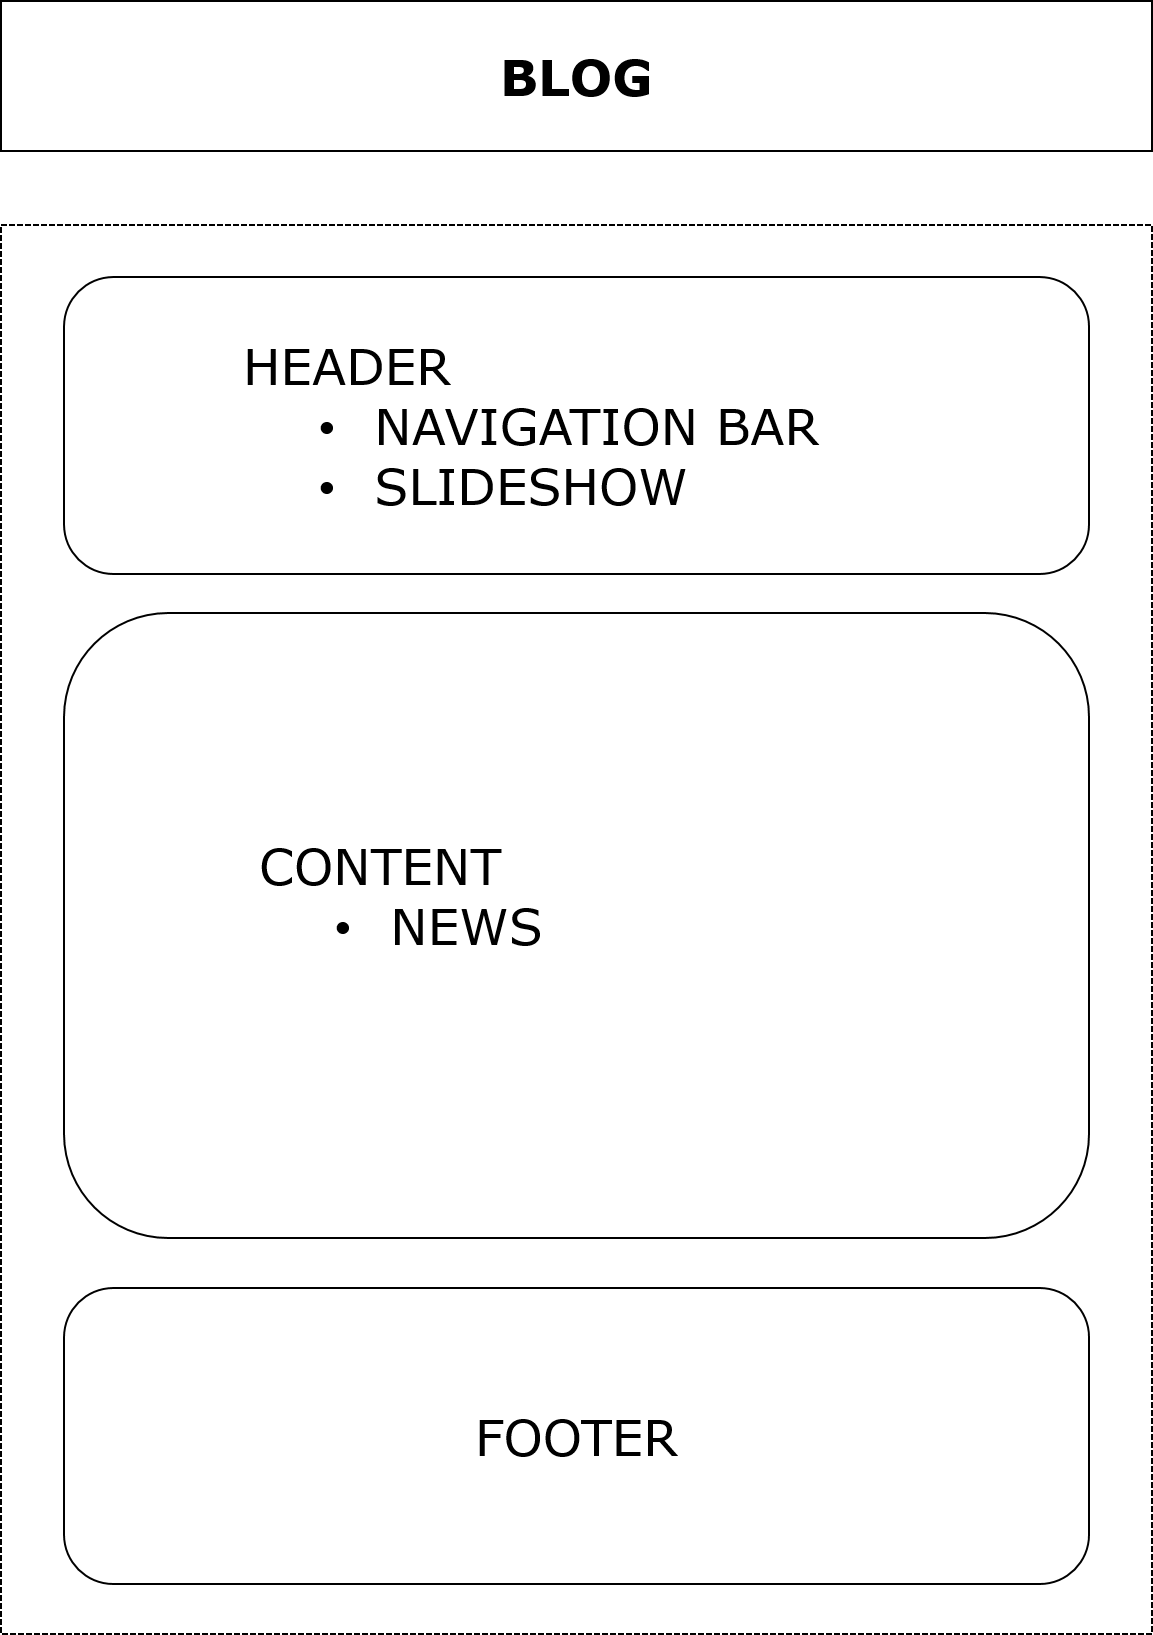 BLOG
HEADER
• NAVIGATION BAR
• SLIDESHOW
CONTENT
• NEWS
FOOTER